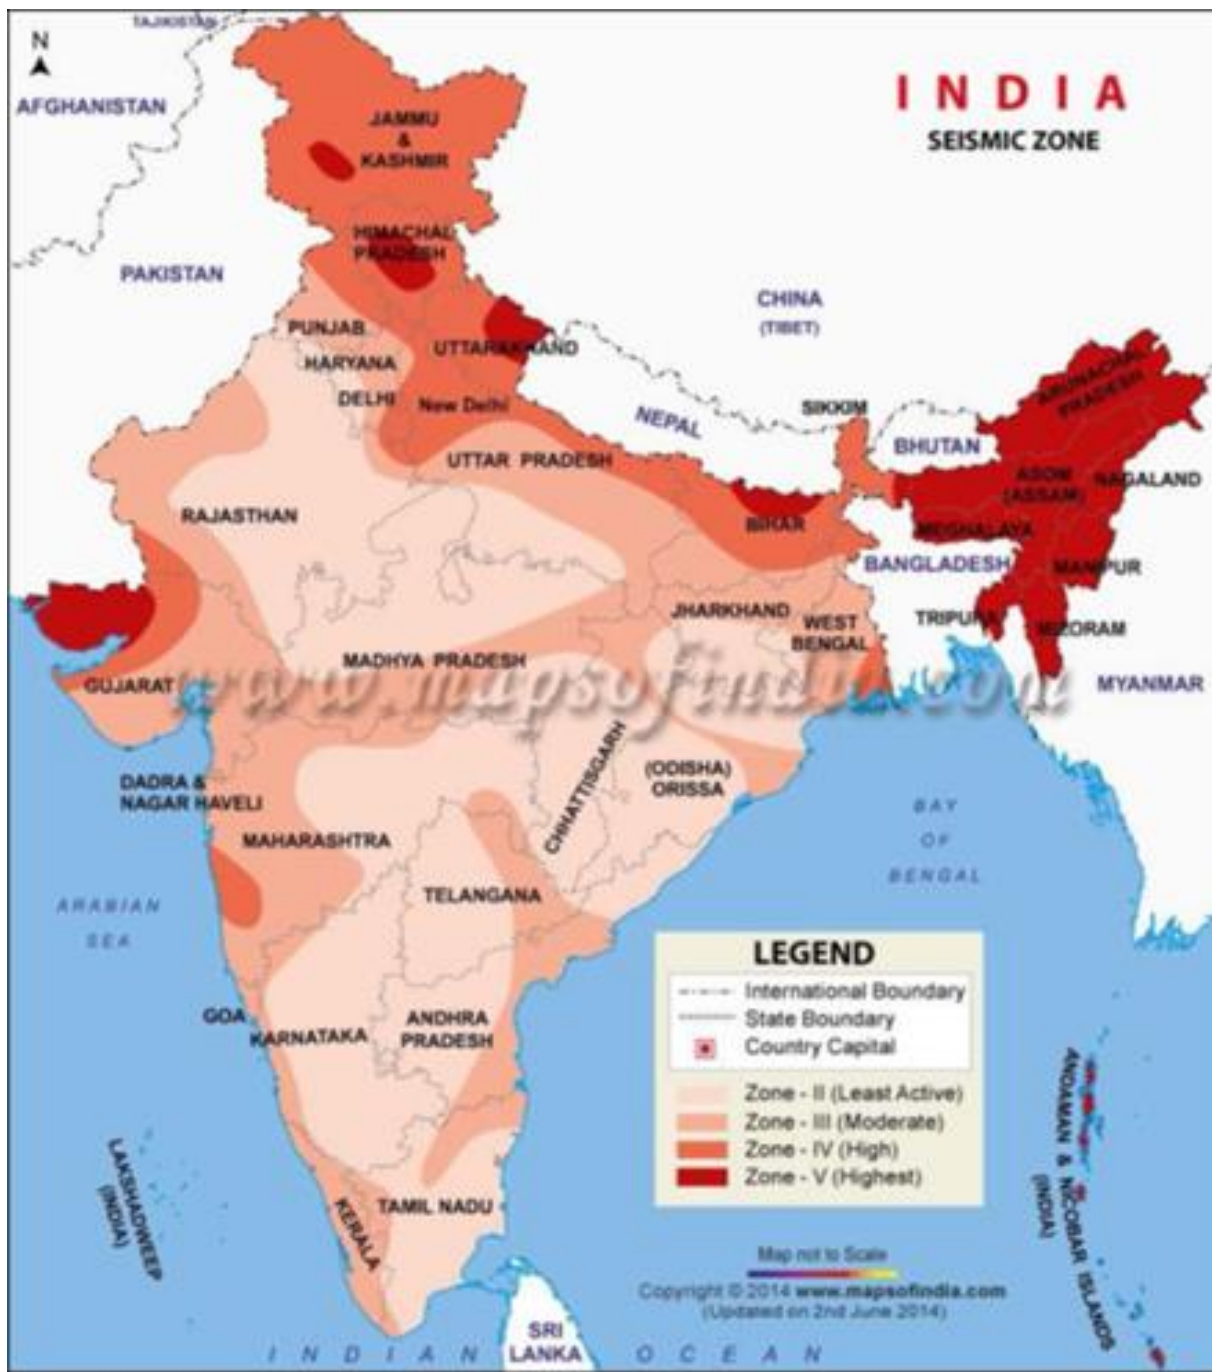 TAJIKISTAN
N
AFGHANISTAN
I N D I A
SEISMIC ZONE
JAMMU
&
KASHMIR
HIMACHAL
PRADESH
PAKISTAN
CHINA
(TIBET)
PUNJAB
UTTARAKHAND
HARYANA
DELHI
New Delhi
NEPAL
SIKKIM
BHUTAN
ARUNACHAL
PRADESH
UTTAR PRADESH
ASOM
(ASSAM)
NAGALAND
RAJASTHAN
BIHAR
MEGHALAYA
BANGLADESH
MANIPUR
JHARKHAND
WEST
BENGAL
TRIPURA
MIZORAM
MADHYA PRADESH
GUJARAT
www.mapsofindia.com
MYANMAR
DADRA &
NAGAR HAVELI
CHHATTISGARH
(ODISHA)
ORISSA
MAHARASHTRA
BAY
OF
BENGAL
TELANGANA
ARABIAN
SEA
GOA
KARNATAKA
ANDHRA
PRADESH
LEGEND
International Boundary
State Boundary
Country Capital
Zone - II (Least Active)
Zone - III (Moderate)
Zone - IV (High)
Zone - V (Highest)
ANDAMAN & NICOBAR ISLANDS
(INDIA)
LAKSHADWEEP
(INDIA)
KERALA
TAMIL NADU
Map not to Scale
Copyright © 2014 www.mapsofindia.com
(Updated on 2nd June 2014)
SRI
LANKA
I N D I A N O C E A N